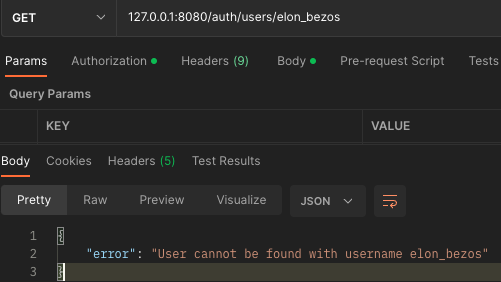 GET 127.0.0.1:8080/auth/users/elon_bezos
Params Authorization Headers (9) Body Pre-request Script Tests
Query Params
KEY VALUE
Body Cookies Headers (5) Test Results
Pretty Raw Preview Visualize JSON
1 {
2 "error": "User cannot be found with username elon_bezos"
3 }